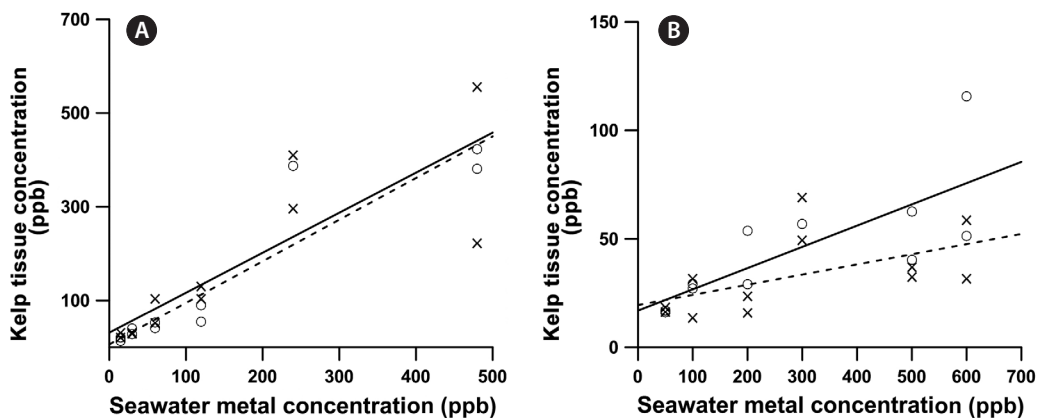 A
B
700
500
300
100
Kelp tissue concentration
(ppb)
0 100 200 300 400 500
Seawater metal concentration (ppb)
150
100
50
0
Kelp tissue concentration
(ppb)
0 100 200 300 400 500 600 700
Seawater metal concentration (ppb)